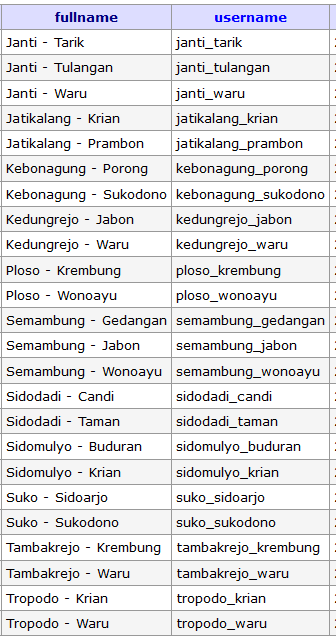 fullname username
Janti - Tarik janti_tarik
Janti - Tulangan janti_tulangan
Janti - Waru janti_waru
Jatikalang - Krian jatikalang_krian
Jatikalang - Prambon jatikalang_prambon
Kebonagung - Porong kebonagung_porong
Kebonagung - Sukodono kebonagung_sukodono
Kedungrejo - Jabon kedungrejo_jabon
Kedungrejo - Waru kedungrejo_waru
Ploso - Krembung ploso_krembung
Ploso - Wonoayu ploso_wonoayu
Semambung - Gedangan semambung_gedangan
Semambung - Jabon semambung_jabon
Semambung - Wonoayu semambung_wonoayu
Sidodadi - Candi sidodadi_candi
Sidodadi - Taman sidodadi_taman
Sidomulyo - Buduran sidomulyo_buduran
Sidomulyo - Krian sidomulyo_krian
Suko - Sidoarjo suko_sidoarjo
Suko - Sukodono suko_sukodono
Tambakrejo - Krembung tambakrejo_krembung
Tambakrejo - Waru tambakrejo_waru
Tropodo - Krian tropodo_krian
Tropodo - Waru tropodo_waru